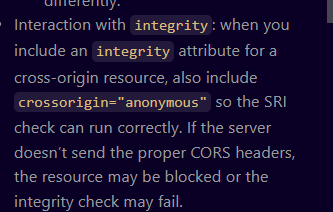 differently.
Interaction with integrity: when you
include an integrity attribute for a
cross-origin resource, also include
crossorigin="anonymous" so the SRI
check can run correctly. If the server
doesn't send the proper CORS headers,
the resource may be blocked or the
integrity check may fail.